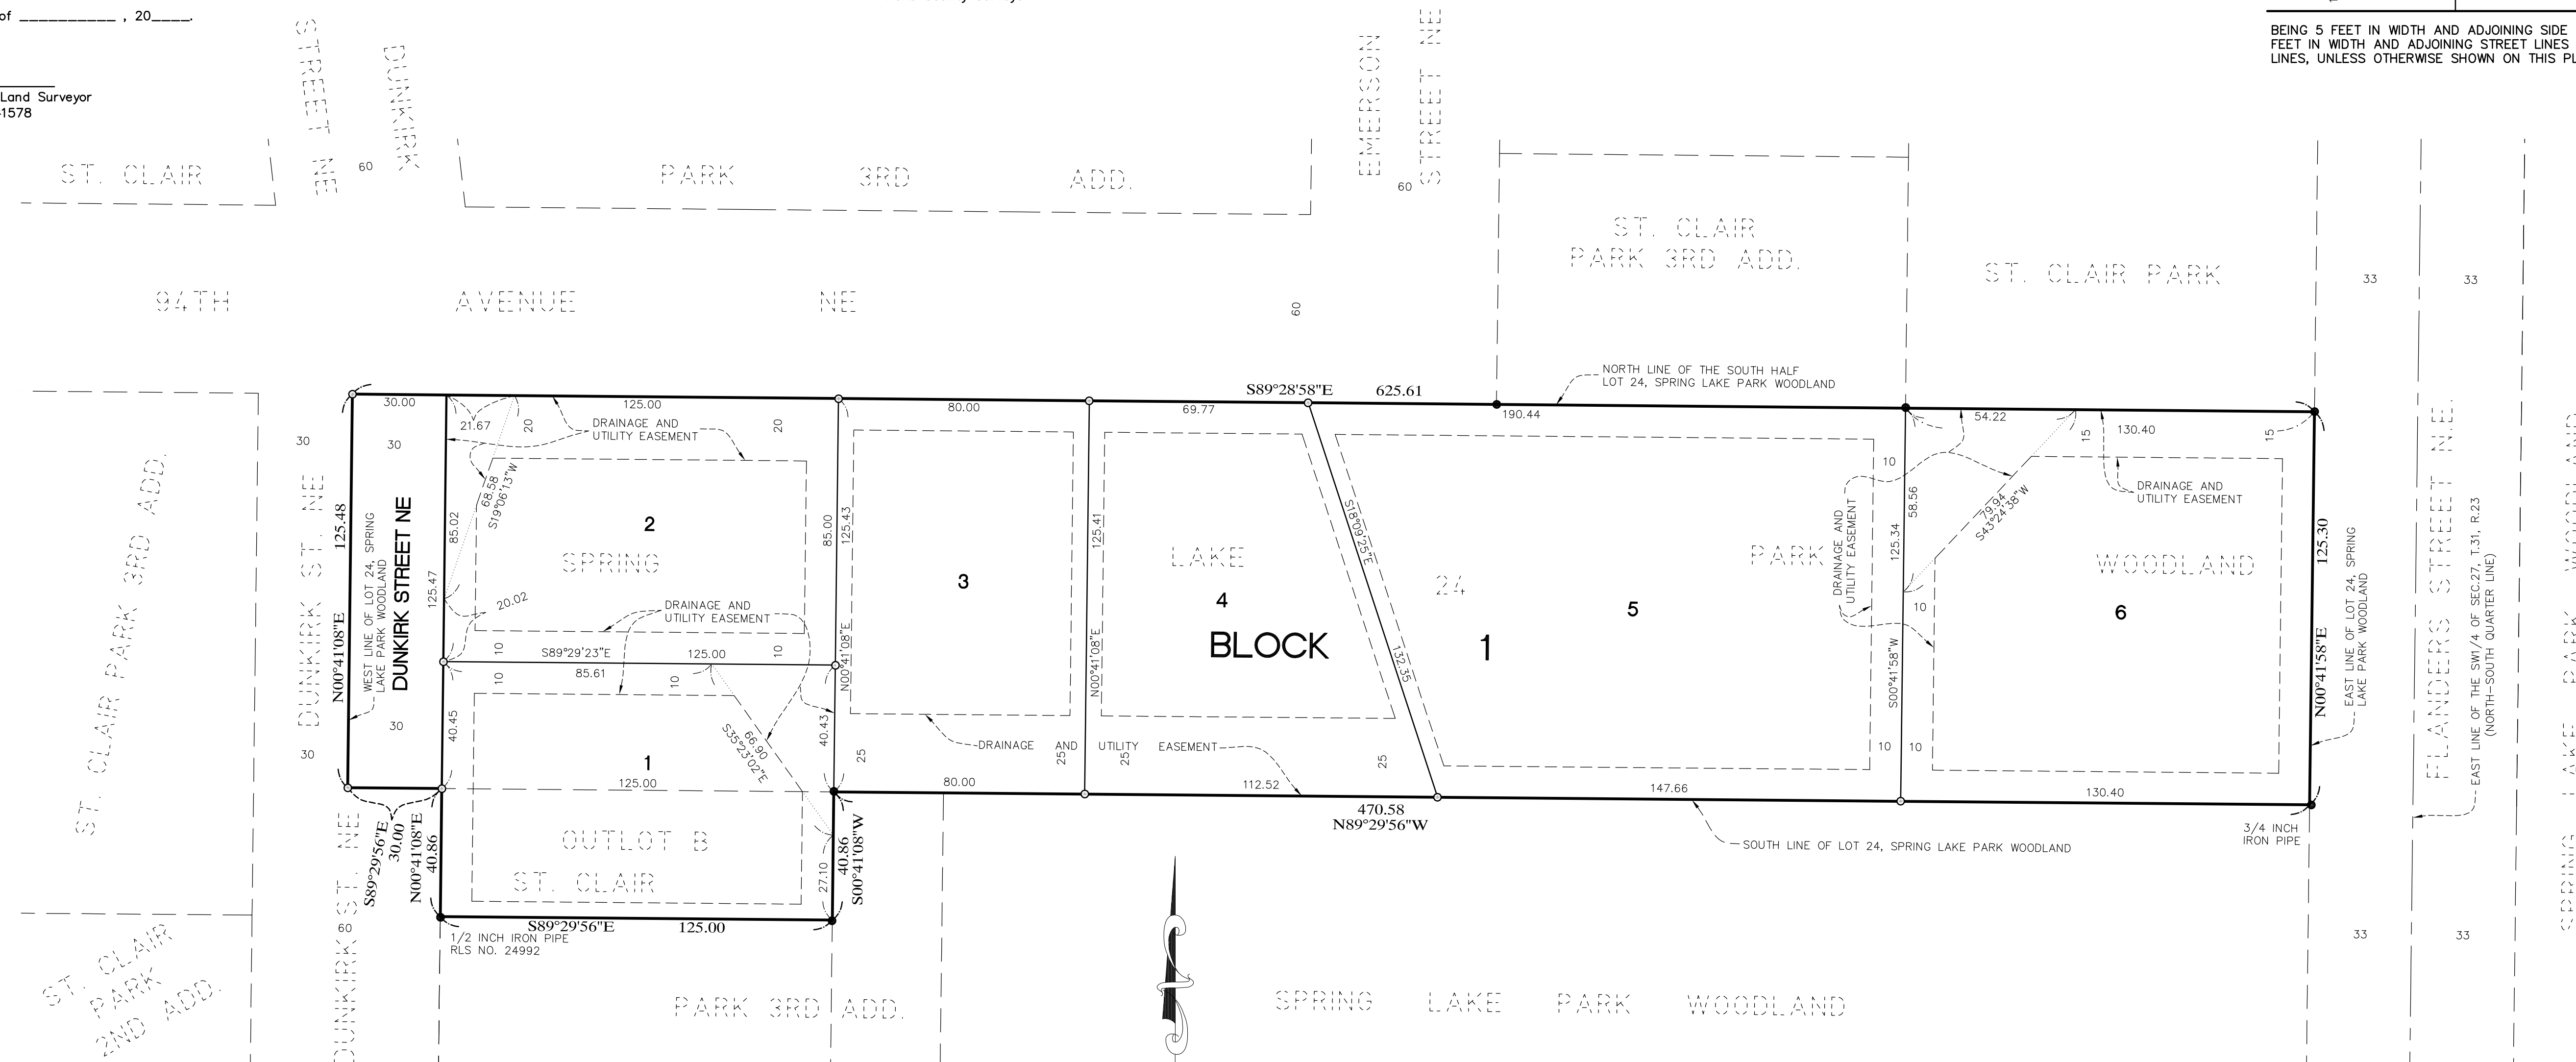 of __________ , 20____.
Land Surveyor
BEING 5 FEET IN WIDTH AND ADJOINING SIDE
FEET IN WIDTH AND ADJOINING STREET LINES
LINES, UNLESS OTHERWISE SHOWN ON THIS
STREET NE
DUNKIRK
60
EMERSON
STREET NE
60
ST. CLAIR
PARK
3RD
ADD.
ST. CLAIR
PARK 3RD ADD.
ST. CLAIR PARK
33
33
94TH
AVENUE
NE
60
NORTH LINE OF THE SOUTH HALF
LOT 24, SPRING LAKE PARK WOODLAND
S89°28'58"E
625.61
30.00
125.00
80.00
69.77
190.44
54.22
130.40
21.67
20
20
DRAINAGE AND
UTILITY EASEMENT
15
15
10
DRAINAGE AND
UTILITY EASEMENT
30
30
ST. CLAIR PARK 3RD ADD.
DUNKIRK ST. NE
125.48
N00°41'08"E
WEST LINE OF LOT 24, SPRING
LAKE PARK WOODLAND
DUNKIRK STREET NE
85.02
125.47
68.58
S19°06'13"W
2
SPRING
85.00
125.43
N00°41'08"E
3
125.41
N00°41'08"E
LAKE
4
BLOCK
1
S18°09'25"E
132.35
24
5
PARK
DRAINAGE AND
UTILITY EASEMENT
58.56
125.34
S00°41'58"W
79.94
S43°24'38"W
10
WOODLAND
6
125.30
N00°41'58"E
EAST LINE OF LOT 24, SPRING
LAKE PARK WOODLAND
FLANDERS STREET N.E.
EAST LINE OF THE SW1/4 OF SEC.27, T.31, R.23
(NORTH-SOUTH QUARTER LINE)
SPRING LAKE PARK WOODLAND
20.02
DRAINAGE AND
UTILITY EASEMENT
10
S89°29'23"E
125.00
10
10
85.61
10
30
30
40.45
1
66.90
S35°23'02"E
40.43
25
DRAINAGE AND UTILITY EASEMENT
25
25
25
10
10
125.00
80.00
112.52
147.66
130.40
470.58
N89°29'56"W
SOUTH LINE OF LOT 24, SPRING LAKE PARK WOODLAND
3/4 INCH
IRON PIPE
S89°29'56"E
30.00
N00°41'08"E
40.86
OUTLOT B
ST. CLAIR
27.10
40.86
S00°41'08"W
S89°29'56"E
125.00
1/2 INCH IRON PIPE
RLS NO. 24992
DUNKIRK ST. NE
60
33
33
ST. CLAIR
PARK
2ND ADD.
PARK 3RD ADD.
SPRING LAKE PARK WOODLAND